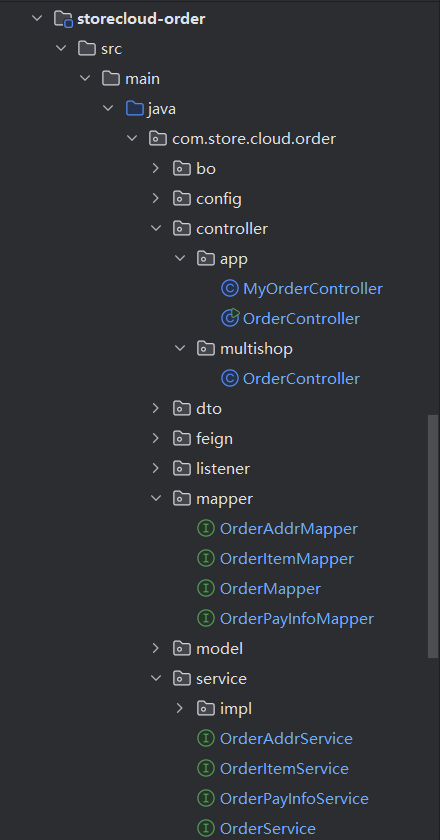 storecloud-order
src
main
java
com.store.cloud.order
bo
config
controller
app
MyOrderController
OrderController
multishop
OrderController
dto
feign
listener
mapper
OrderAddrMapper
OrderItemMapper
OrderMapper
OrderPayInfoMapper
model
service
impl
OrderAddrService
OrderItemService
OrderPayInfoService
OrderService